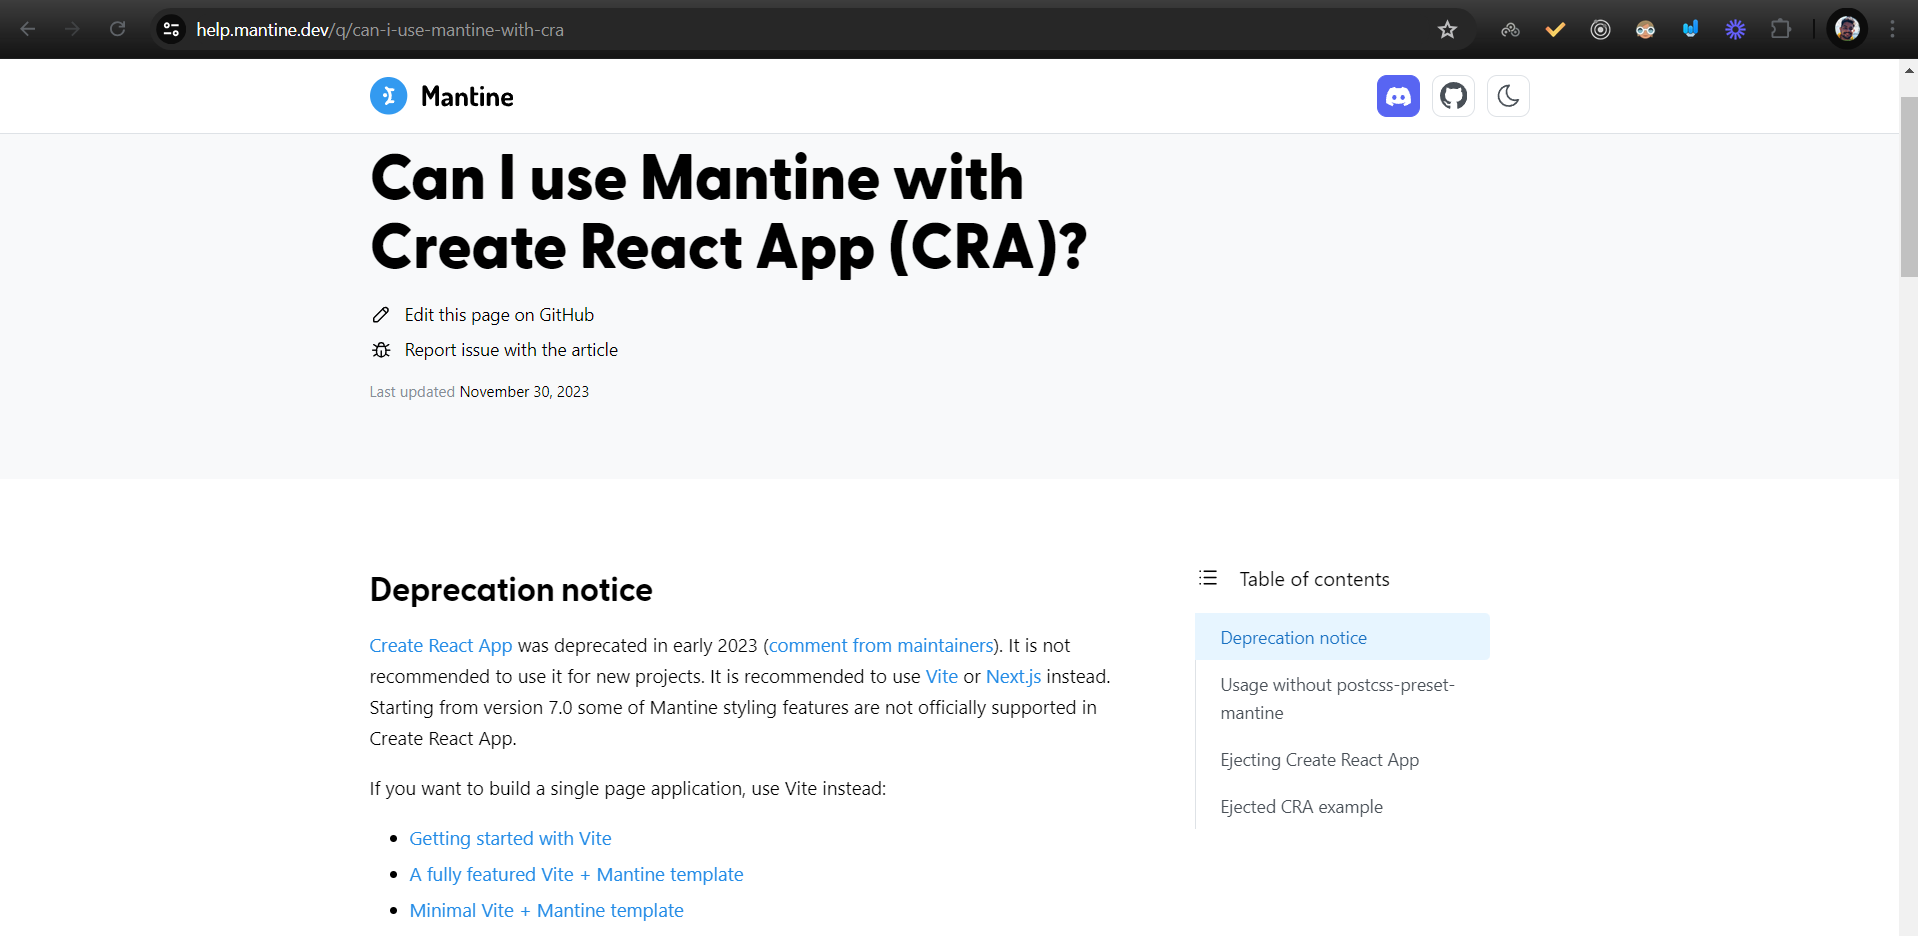 help.mantine.dev/q/can-i-use-mantine-with-cra
Mantine
Can I use Mantine with
Create React App (CRA)?
Edit this page on GitHub
Report issue with the article
Last updated November 30, 2023
Deprecation notice
Create React App was deprecated in early 2023 (comment from maintainers). It is not
recommended to use it for new projects. It is recommended to use Vite or Next.js instead.
Starting from version 7.0 some of Mantine styling features are not officially supported in
Create React App.
If you want to build a single page application, use Vite instead:
Getting started with Vite
A fully featured Vite + Mantine template
Minimal Vite + Mantine template
Table of contents
Deprecation notice
Usage without postcss-preset-
mantine
Ejecting Create React App
Ejected CRA example